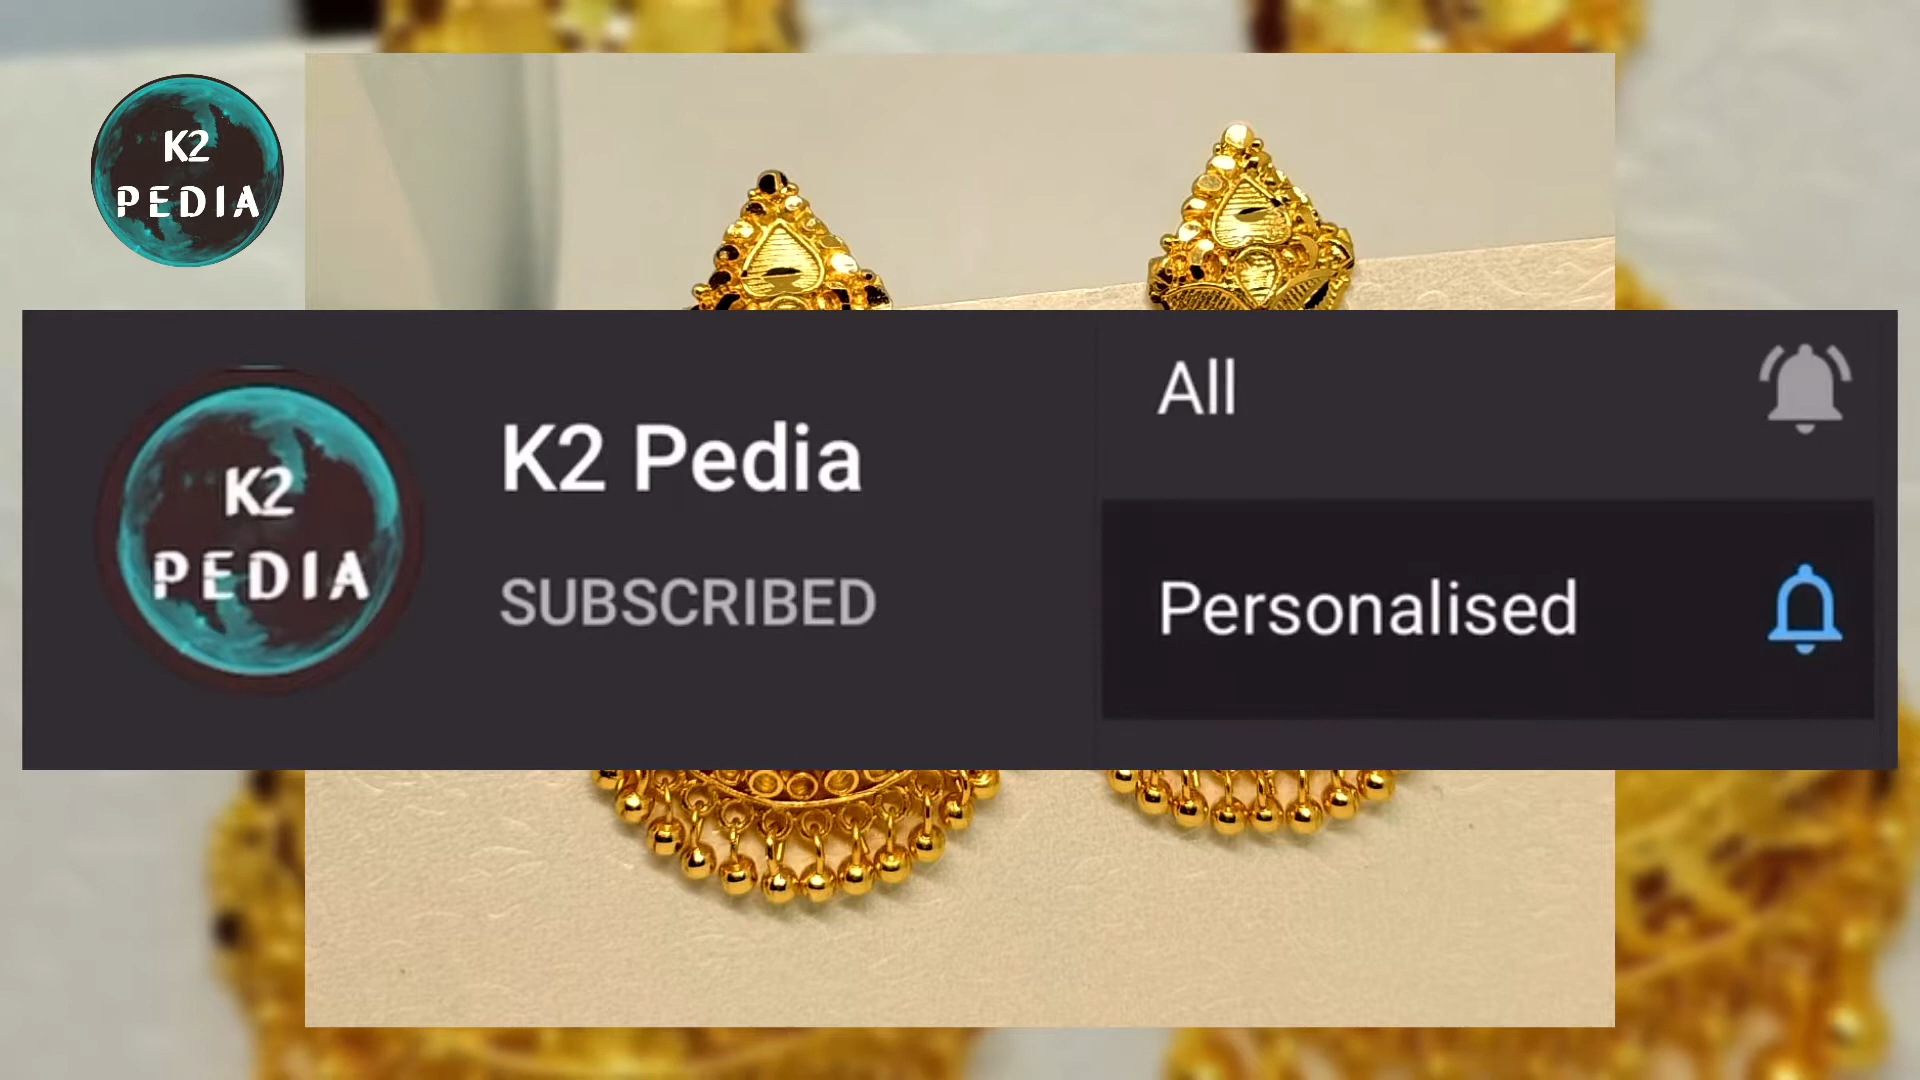 K2
PEDIA
K2
PEDIA
K2 Pedia
SUBSCRIBED
All
Personalised